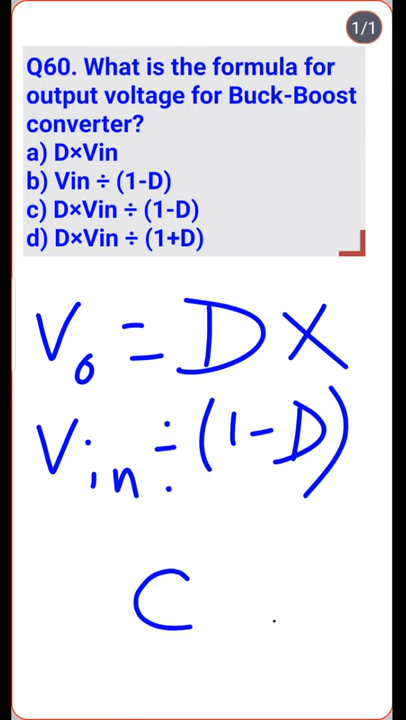 1/1
Q60. What is the formula for
output voltage for Buck-Boost
converter?
a) D×Vin
b) Vin ÷ (1-D)
c) D×Vin ÷ (1-D)
d) D×Vin ÷ (1+D)
Vo = D X
Vin ÷ (1-D)
C